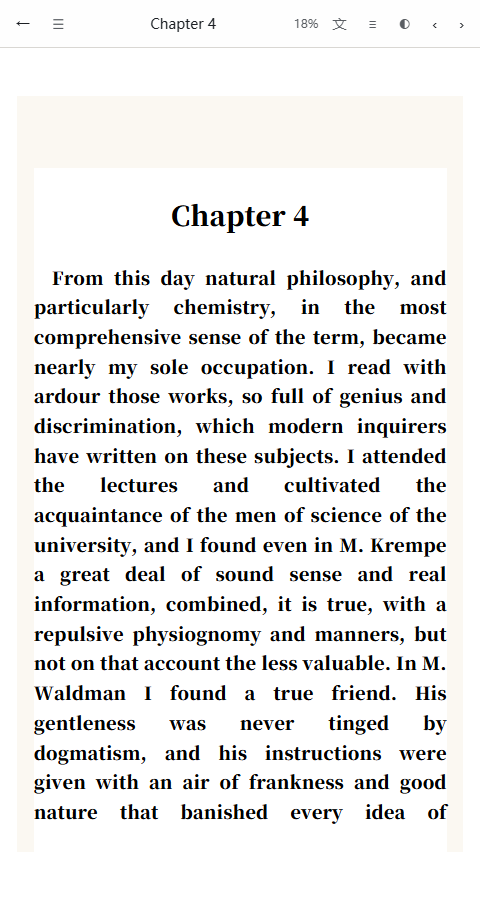 Chapter 4
18%
文
Chapter 4
From this day natural philosophy, and
particularly chemistry, in the most
comprehensive sense of the term, became
nearly my sole occupation. I read with
ardour those works, so full of genius and
discrimination, which modern inquirers
have written on these subjects. I attended
the lectures and cultivated the
acquaintance of the men of science of the
university, and I found even in M. Krempe
a great deal of sound sense and real
information, combined, it is true, with a
repulsive physiognomy and manners, but
not on that account the less valuable. In M.
Waldman I found a true friend. His
gentleness was never tinged by
dogmatism, and his instructions were
given with an air of frankness and good
nature that banished every idea of